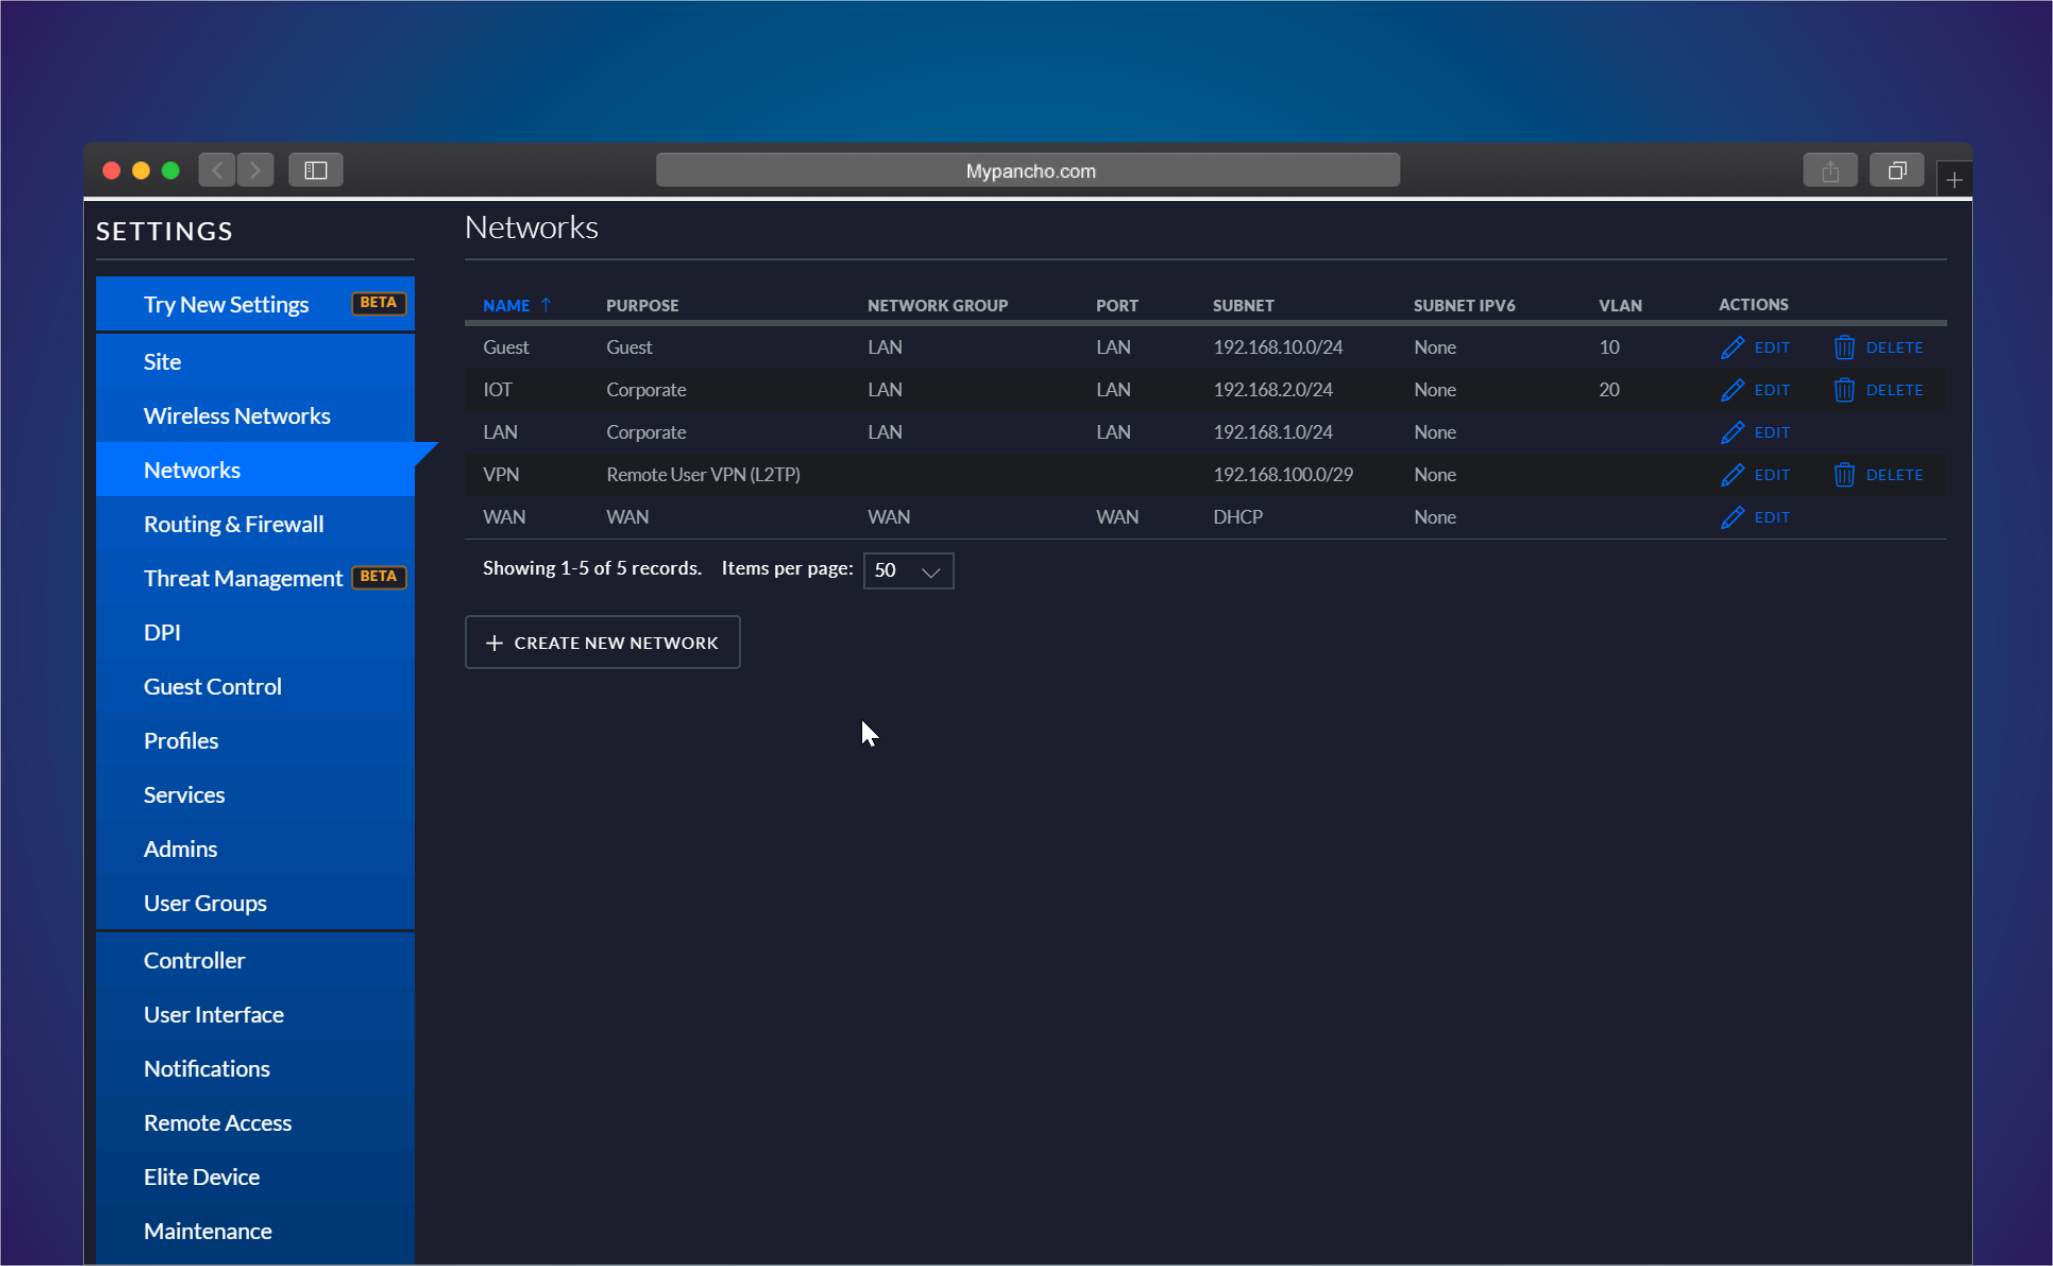 Mypancho.com
SETTINGS
Try New Settings BETA
Site
Wireless Networks
Networks
Routing & Firewall
Threat Management BETA
DPI
Guest Control
Profiles
Services
Admins
User Groups
Controller
User Interface
Notifications
Remote Access
Elite Device
Maintenance
Networks
NAME ↑ PURPOSE NETWORK GROUP PORT SUBNET SUBNET IPV6 VLAN ACTIONS
Guest Guest LAN LAN 192.168.10.0/24 None 10 EDIT DELETE
IOT Corporate LAN LAN 192.168.2.0/24 None 20 EDIT DELETE
LAN Corporate LAN LAN 192.168.1.0/24 None EDIT
VPN Remote User VPN (L2TP) 192.168.100.0/29 None EDIT DELETE
WAN WAN WAN WAN DHCP None EDIT
Showing 1-5 of 5 records. Items per page: 50
+ CREATE NEW NETWORK